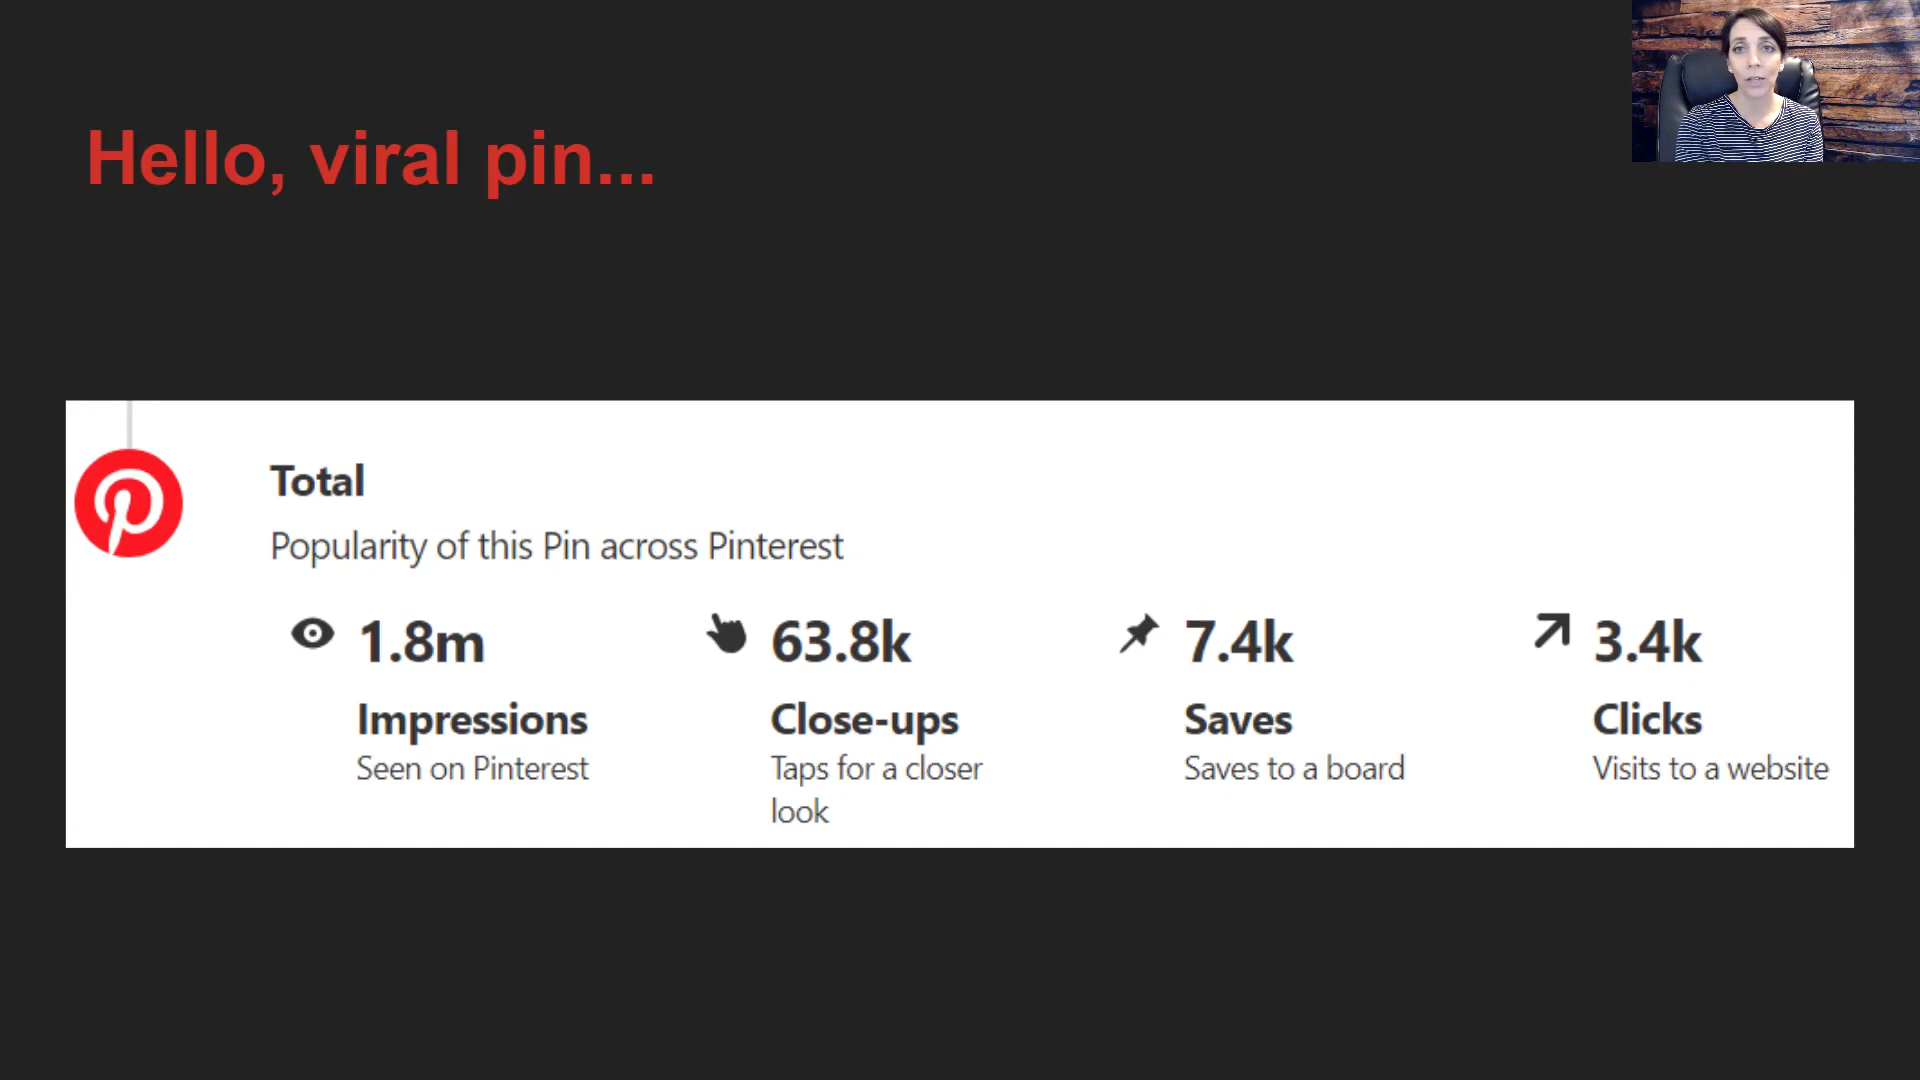 Hello, viral pin...
Total
Popularity of this Pin across Pinterest
1.8m
Impressions
Seen on Pinterest
63.8k
Close-ups
Taps for a closer
look
7.4k
Saves
Saves to a board
3.4k
Clicks
Visits to a website